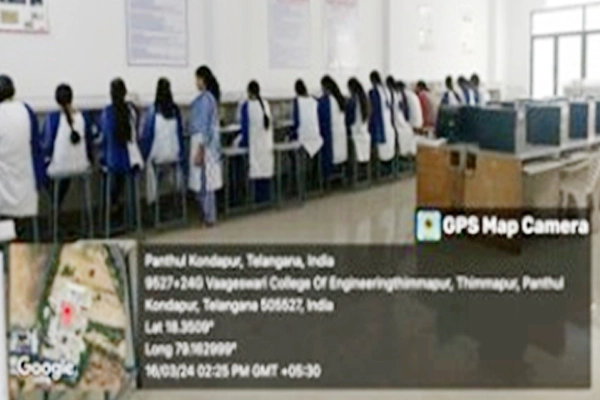 GPS Map Camera
Panthul Kondapur, Telangana, India
9527+24G Vaageswari College Of Engineeringthimmapur, Thimmapur, Panthul
Kondapur, Telangana 505527, India
Lat 18.3509°
Long 79.162999°
16/03/24 02:25 PM GMT +05:30
Google